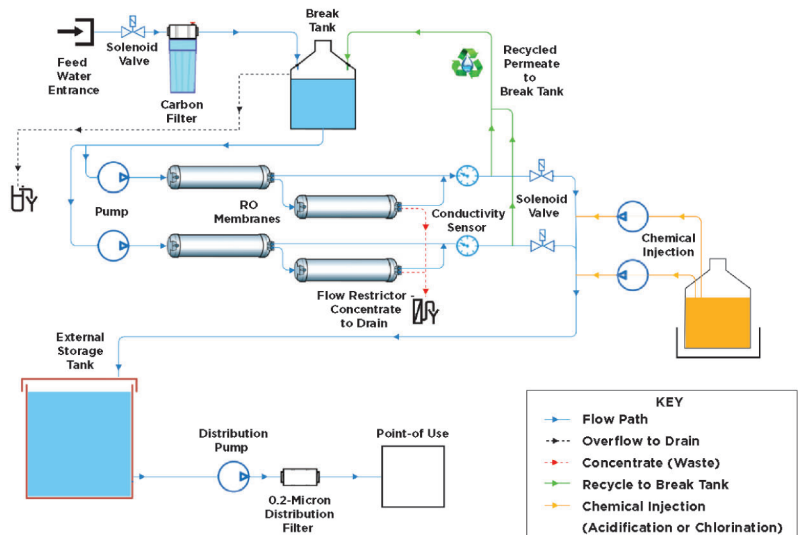 Feed
Water
Entrance
Solenoid
Valve
Carbon
Filter
Break
Tank
Recycled
Permeate
to
Break Tank
Pump
RO
Membranes
Conductivity
Sensor
Solenoid
Valve
Chemical
Injection
Flow Restrictor -
Concentrate
to Drain
External
Storage
Tank
Distribution
Pump
0.2-Micron
Distribution
Filter
Point-of Use
KEY
Flow Path
Overflow to Drain
Concentrate (Waste)
Recycle to Break Tank
Chemical Injection
(Acidification or Chlorination)